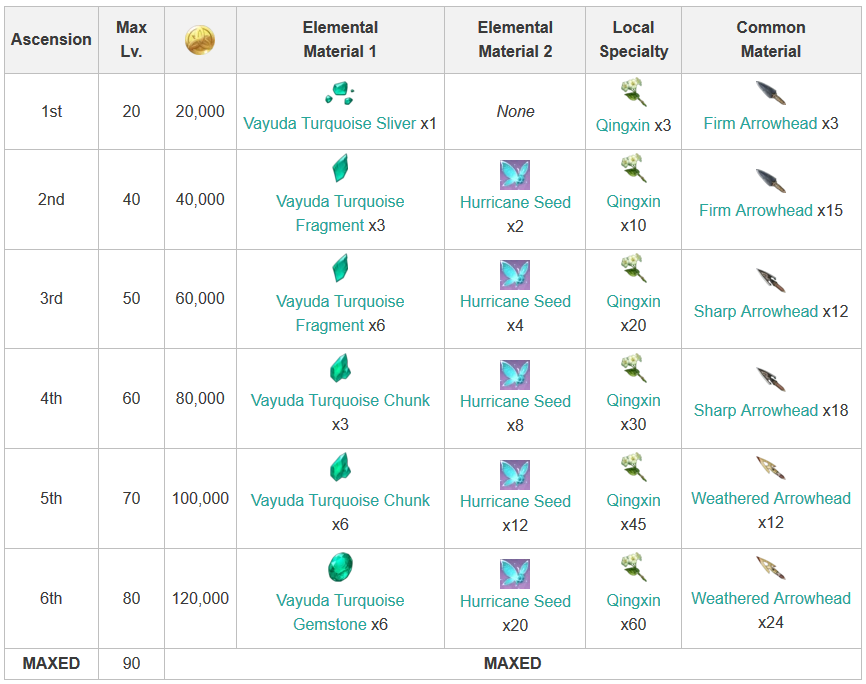 Ascension Max Lv. Elemental Material 1 Elemental Material 2 Local Specialty Common Material
1st 20 20,000 Vayuda Turquoise Sliver x1 None Qingxin x3 Firm Arrowhead x3
2nd 40 40,000 Vayuda Turquoise Fragment x3 Hurricane Seed x2 Qingxin x10 Firm Arrowhead x15
3rd 50 60,000 Vayuda Turquoise Fragment x6 Hurricane Seed x4 Qingxin x20 Sharp Arrowhead x12
4th 60 80,000 Vayuda Turquoise Chunk x3 Hurricane Seed x8 Qingxin x30 Sharp Arrowhead x18
5th 70 100,000 Vayuda Turquoise Chunk x6 Hurricane Seed x12 Qingxin x45 Weathered Arrowhead x12
6th 80 120,000 Vayuda Turquoise Gemstone x6 Hurricane Seed x20 Qingxin x60 Weathered Arrowhead x24
MAXED 90 MAXED